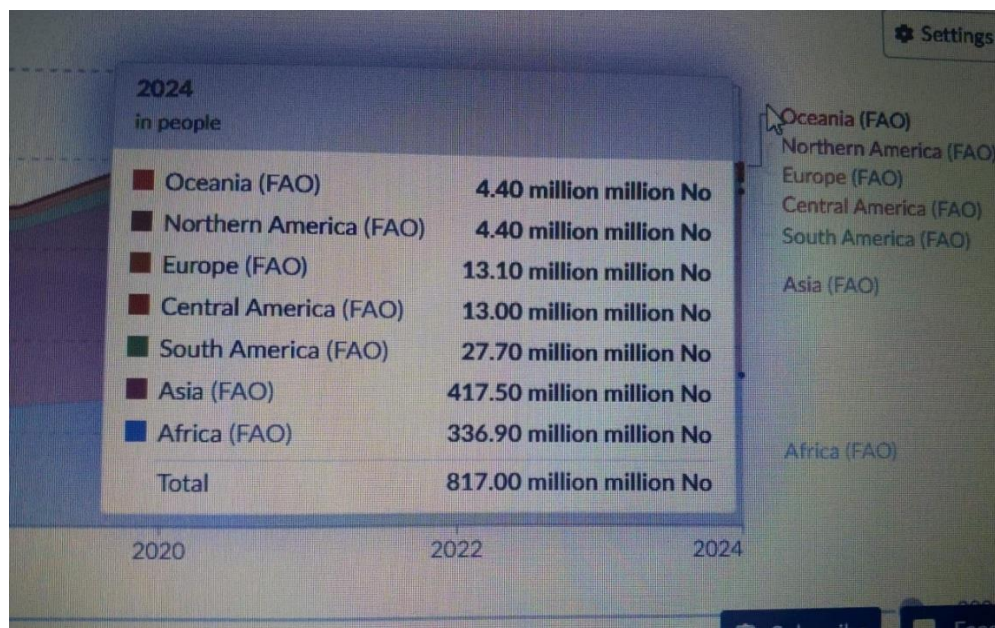 Settings
2024
in people
Oceania (FAO) 4.40 million million No
Northern America (FAO) 4.40 million million No
Europe (FAO) 13.10 million million No
Central America (FAO) 13.00 million million No
South America (FAO) 27.70 million million No
Asia (FAO) 417.50 million million No
Africa (FAO) 336.90 million million No
Total 817.00 million million No
Oceania (FAO)
Northern America (FAO)
Europe (FAO)
Central America (FAO)
South America (FAO)
Asia (FAO)
Africa (FAO)
2020 2022 2024